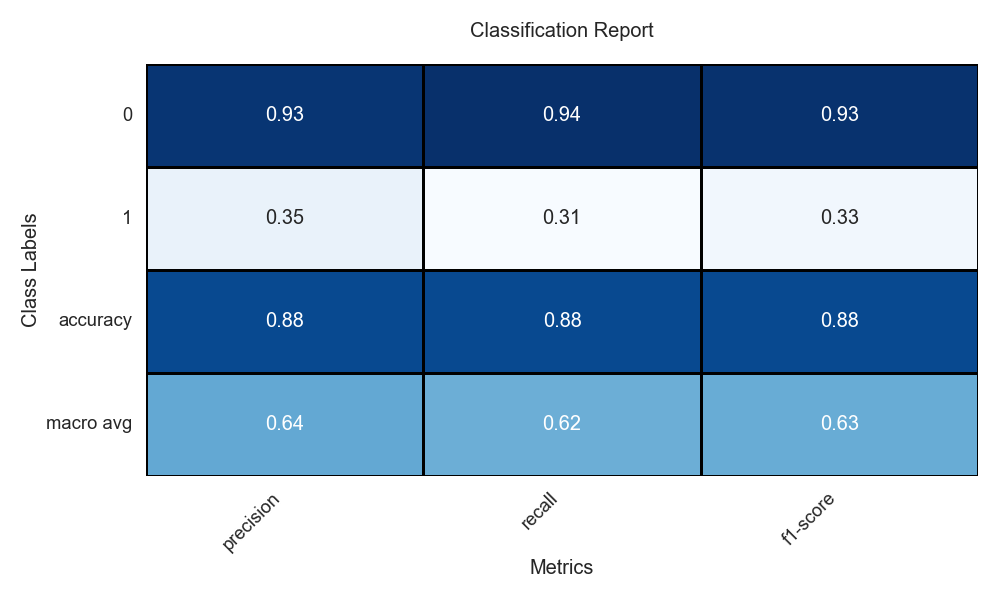 Classification Report
0 0.93 0.94 0.93
1 0.35 0.31 0.33
accuracy 0.88 0.88 0.88
macro avg 0.64 0.62 0.63
Class Labels
precision recall f1-score
Metrics